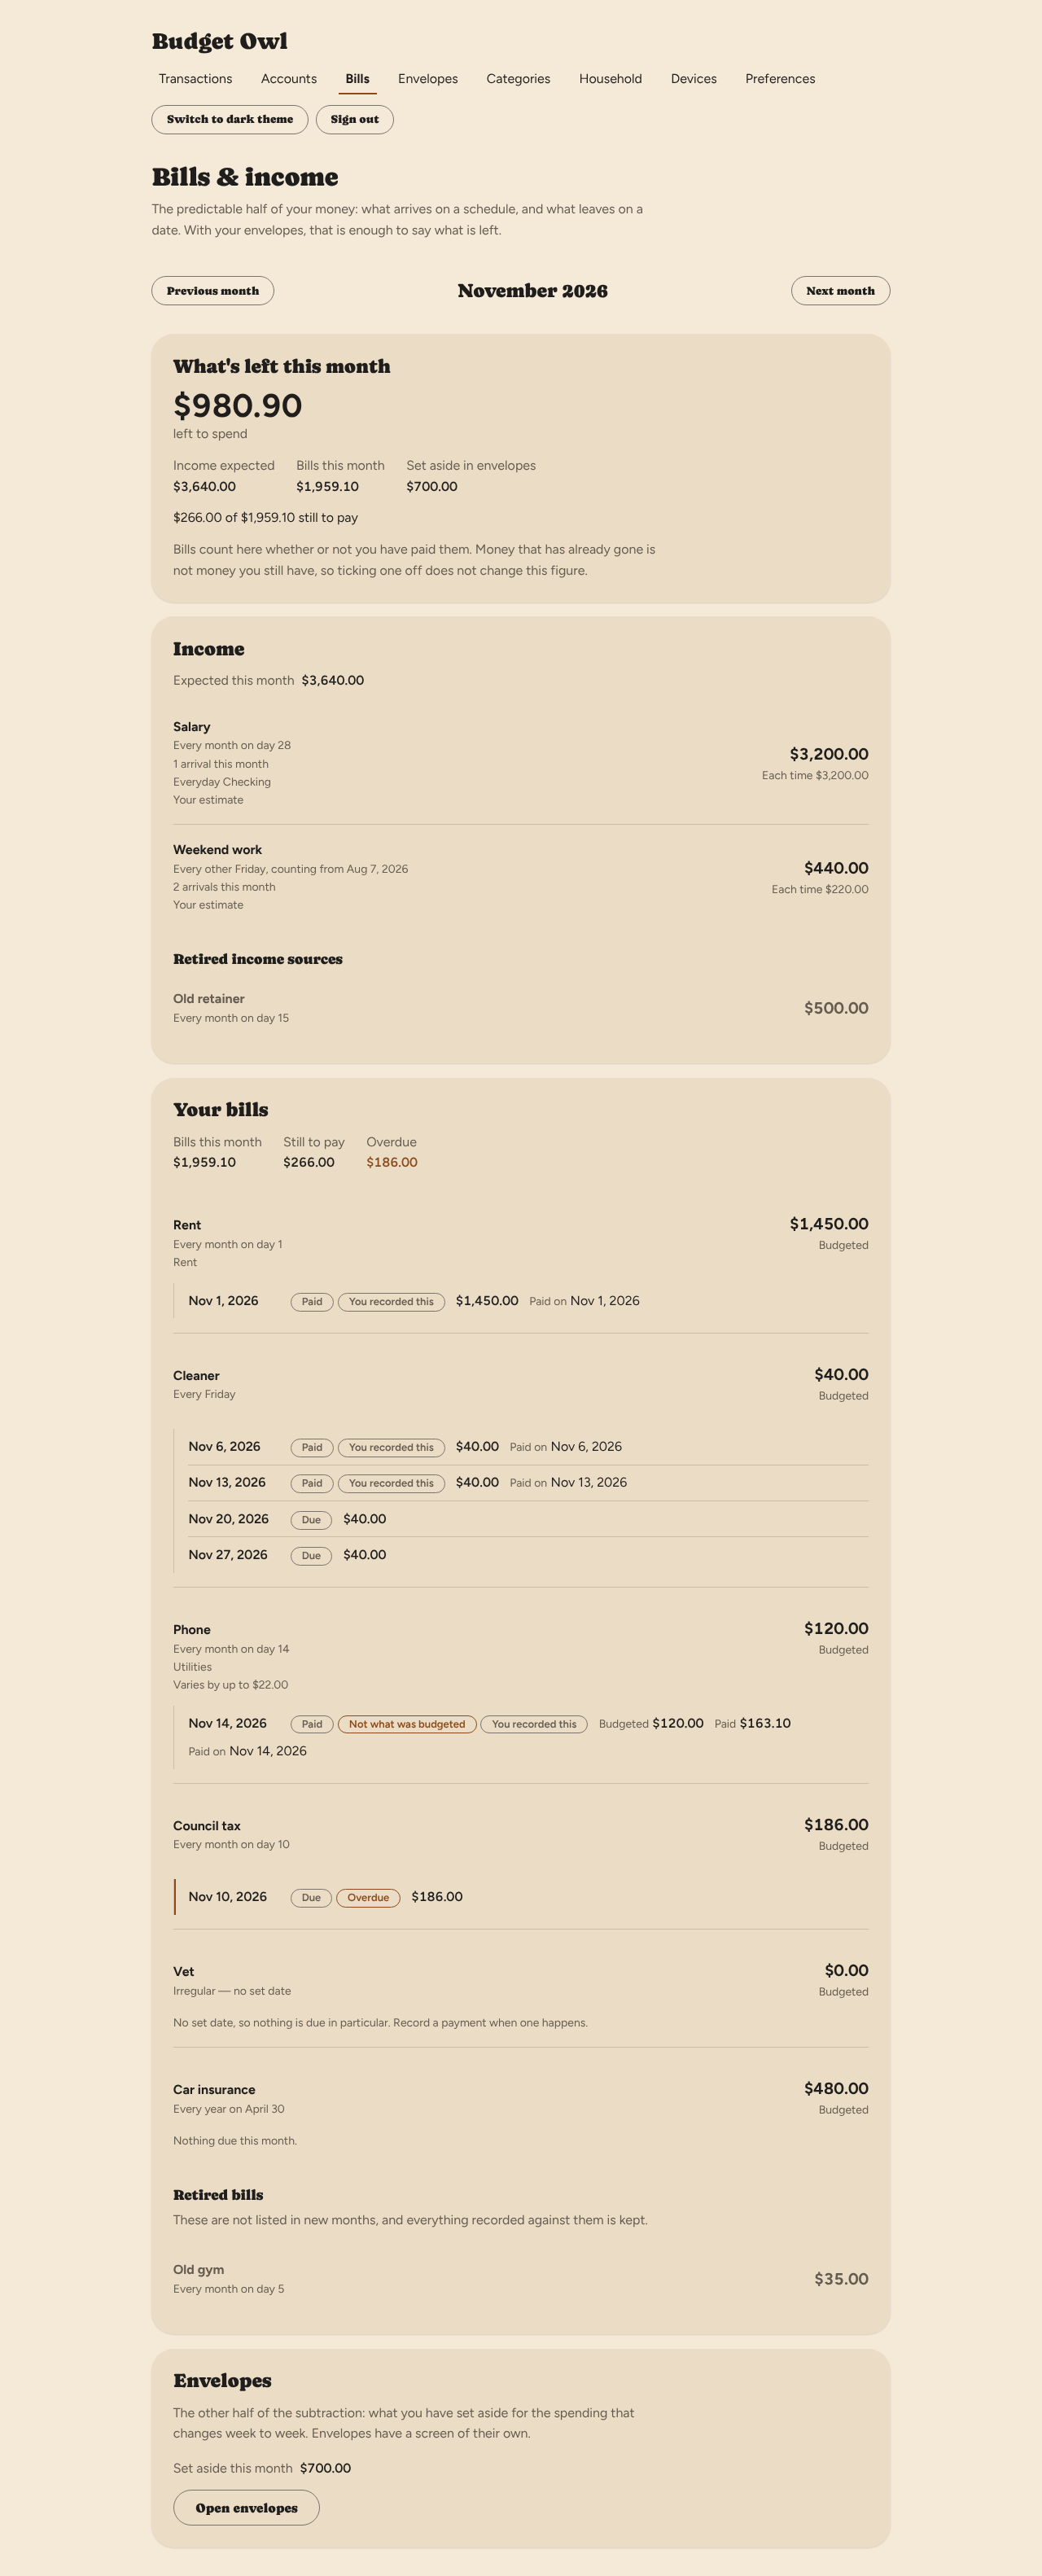 Budget Owl
Transactions Accounts Bills Envelopes Categories Household Devices Preferences
Switch to dark theme Sign out
Bills & income
The predictable half of your money: what arrives on a schedule, and what leaves on a
date. With your envelopes, that is enough to say what is left.
Previous month November 2026 Next month
What's left this month
$980.90
left to spend
Income expected Bills this month Set aside in envelopes
$3,640.00 $1,959.10 $700.00
$266.00 of $1,959.10 still to pay
Bills count here whether or not you have paid them. Money that has already gone is
not money you still have, so ticking one off does not change this figure.
Income
Expected this month $3,640.00
Salary
Every month on day 28
1 arrival this month
Everyday Checking
Your estimate
$3,200.00
Each time $3,200.00
Weekend work
Every other Friday, counting from Aug 7, 2026
2 arrivals this month
Your estimate
$440.00
Each time $220.00
Retired income sources
Old retainer
Every month on day 15
$500.00
Your bills
Bills this month Still to pay Overdue
$1,959.10 $266.00 $186.00
Rent
Every month on day 1
Rent
$1,450.00
Budgeted
Nov 1, 2026 Paid You recorded this $1,450.00 Paid on Nov 1, 2026
Cleaner
Every Friday
$40.00
Budgeted
Nov 6, 2026 Paid You recorded this $40.00 Paid on Nov 6, 2026
Nov 13, 2026 Paid You recorded this $40.00 Paid on Nov 13, 2026
Nov 20, 2026 Due $40.00
Nov 27, 2026 Due $40.00
Phone
Every month on day 14
Utilities
Varies by up to $22.00
$120.00
Budgeted
Nov 14, 2026 Paid Not what was budgeted You recorded this Budgeted $120.00 Paid $163.10
Paid on Nov 14, 2026
Council tax
Every month on day 10
$186.00
Budgeted
Nov 10, 2026 Due Overdue $186.00
Vet
Irregular — no set date
$0.00
Budgeted
No set date, so nothing is due in particular. Record a payment when one happens.
Car insurance
Every year on April 30
$480.00
Budgeted
Nothing due this month.
Retired bills
These are not listed in new months, and everything recorded against them is kept.
Old gym
Every month on day 5
$35.00
Envelopes
The other half of the subtraction: what you have set aside for the spending that
changes week to week. Envelopes have a screen of their own.
Set aside this month $700.00
Open envelopes